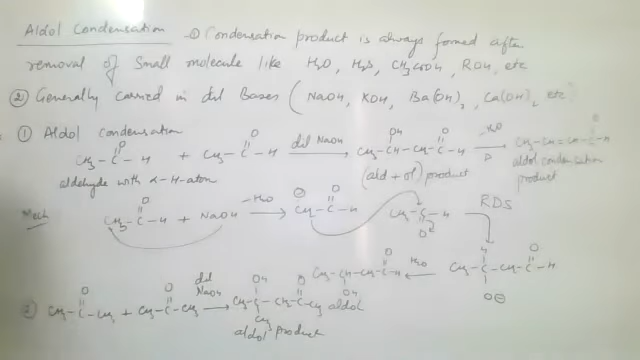 Aldol Condensation → ① Condensation product is always formed after
removal of small molecule like H2O, H2S, CH3COOH, ROH, etc
② Generally carried in dil Bases (NaOH, KOH, Ba(OH)2, Ca(OH)2 etc
① Aldol condensation
CH3-C(=O)-H + CH3-C(=O)-H dil NaOH → CH3-CH(OH)-CH2-C(=O)-H -H2O Δ → CH3-CH=CH-C(=O)-H
aldehyde with α-H-atom (ald + ol) product aldol condensation
product
Mech CH3-C(=O)-H + NaOH -H2O → ⊖CH2-C(=O)-H CH3-C(=O)-H RDS
CH3-CH(OH)-CH2-C(=O)-H ← H2O CH3-C(H)(O⊖)-CH2-C(=O)-H
② CH3-C(=O)-CH3 + CH3-C(=O)-CH3 dil NaOH → CH3-C(OH)(CH3)-CH2-C(=O)-CH3 aldol
aldol product